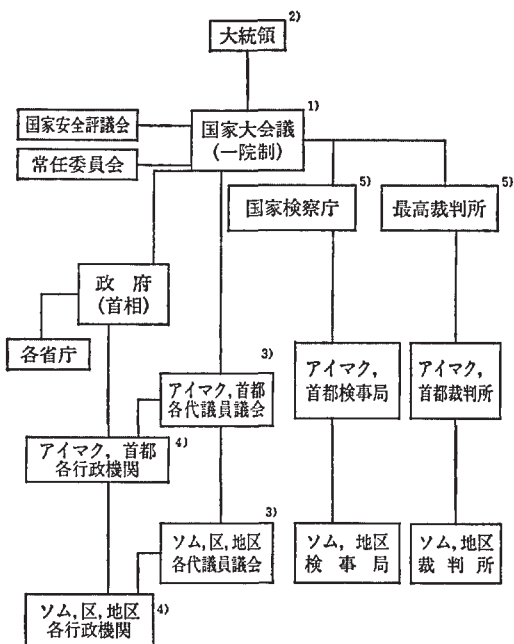 大統領 2)
国家安全評議会
常任委員会
国家大会議 1)
(一院制)
国家検察庁 5)
最高裁判所 5)
政府
(首相)
各省庁
アイマク,首都
各代議員議会 3)
アイマク,
首都検事局
アイマク,
首都裁判所
アイマク,首都
各行政機関 4)
ソム,区,地区
各代議員議会 3)
ソム,地区
検事局
ソム,地区
裁判所
ソム,区,地区
各行政機関 4)